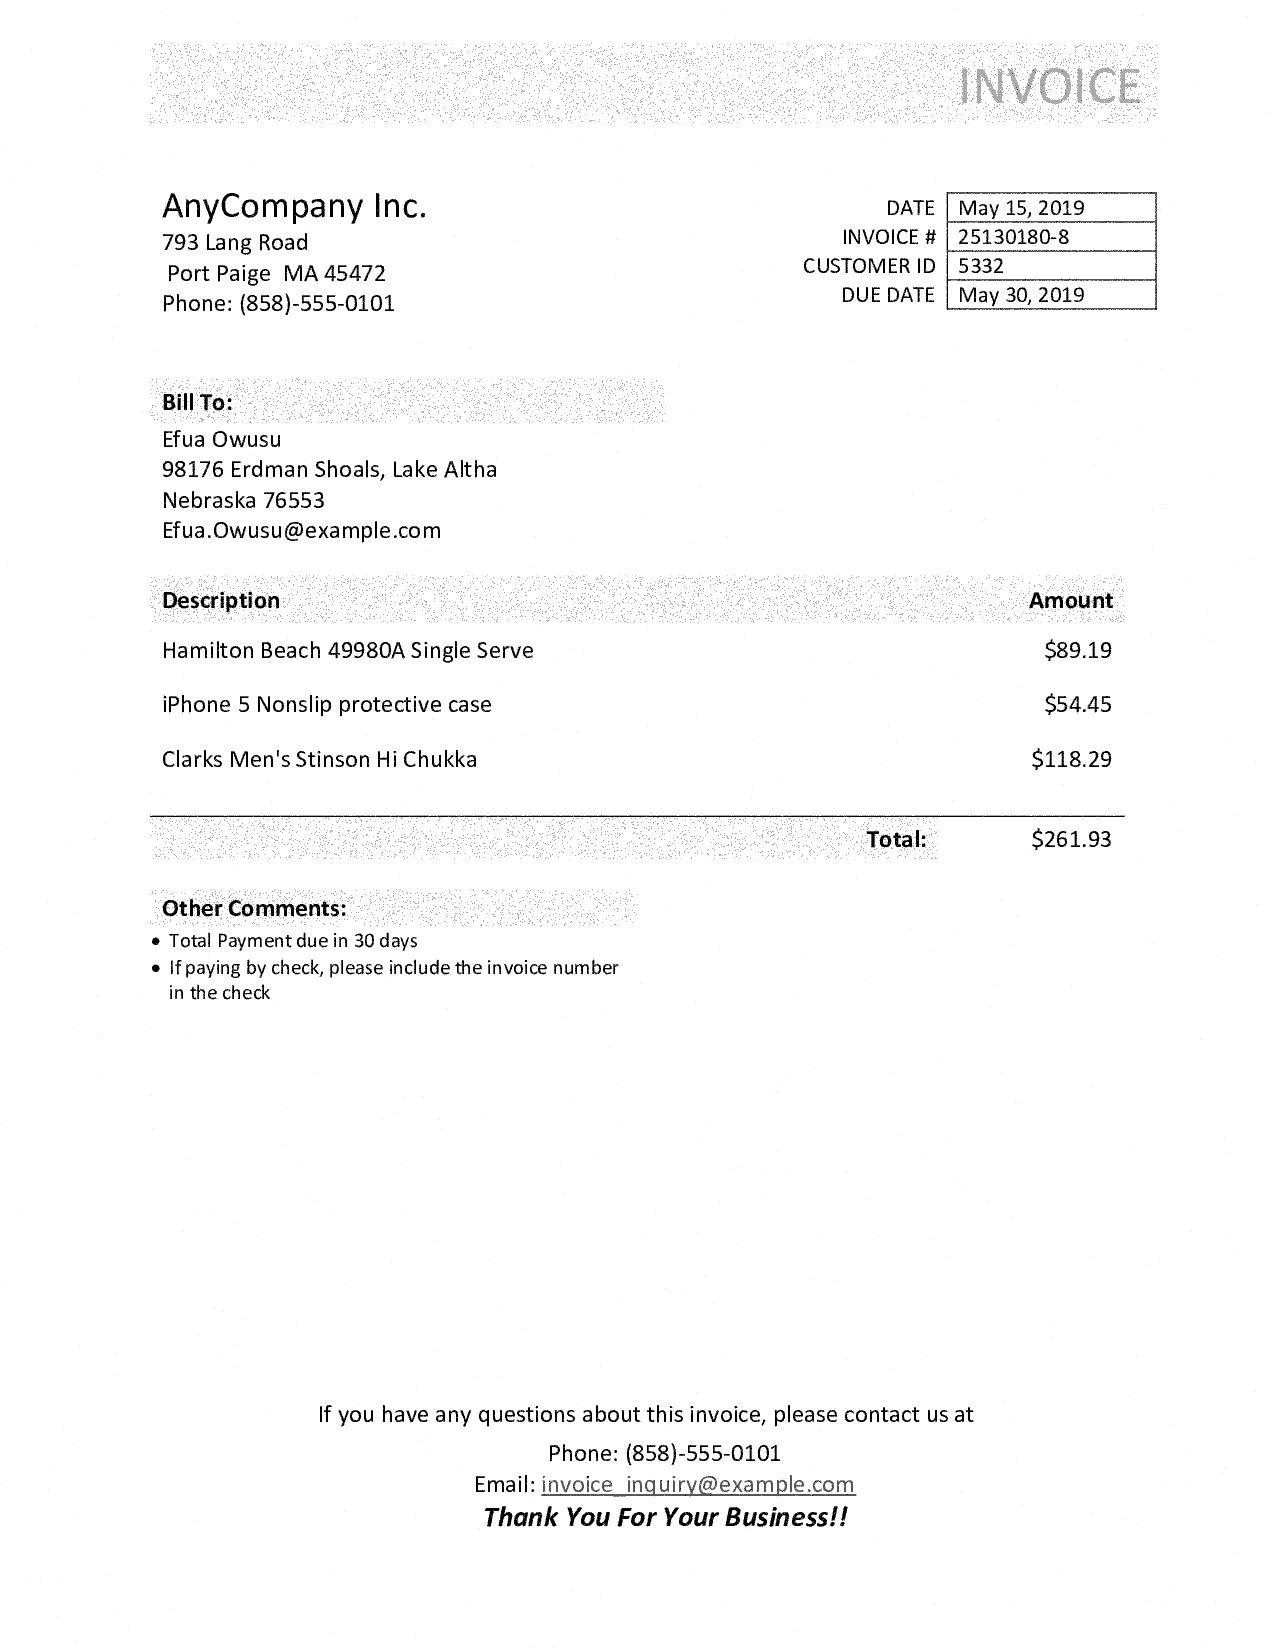 INVOICE
AnyCompany Inc.
793 Lang Road
Port Paige  MA 45472
Phone: (858)-555-0101
DATE May 15, 2019
INVOICE # 25130180-8
CUSTOMER ID 5332
DUE DATE May 30, 2019
Bill To:
Efua Owusu
98176 Erdman Shoals, Lake Altha
Nebraska 76553
Efua.Owusu@example.com
Description Amount
Hamilton Beach 49980A Single Serve $89.19
iPhone 5 Nonslip protective case $54.45
Clarks Men's Stinson Hi Chukka $118.29
Total: $261.93
Other Comments:
• Total Payment due in 30 days
• If paying by check, please include the invoice number
in the check
If you have any questions about this invoice, please contact us at
Phone: (858)-555-0101
Email: invoice_inquiry@example.com
Thank You For Your Business!!